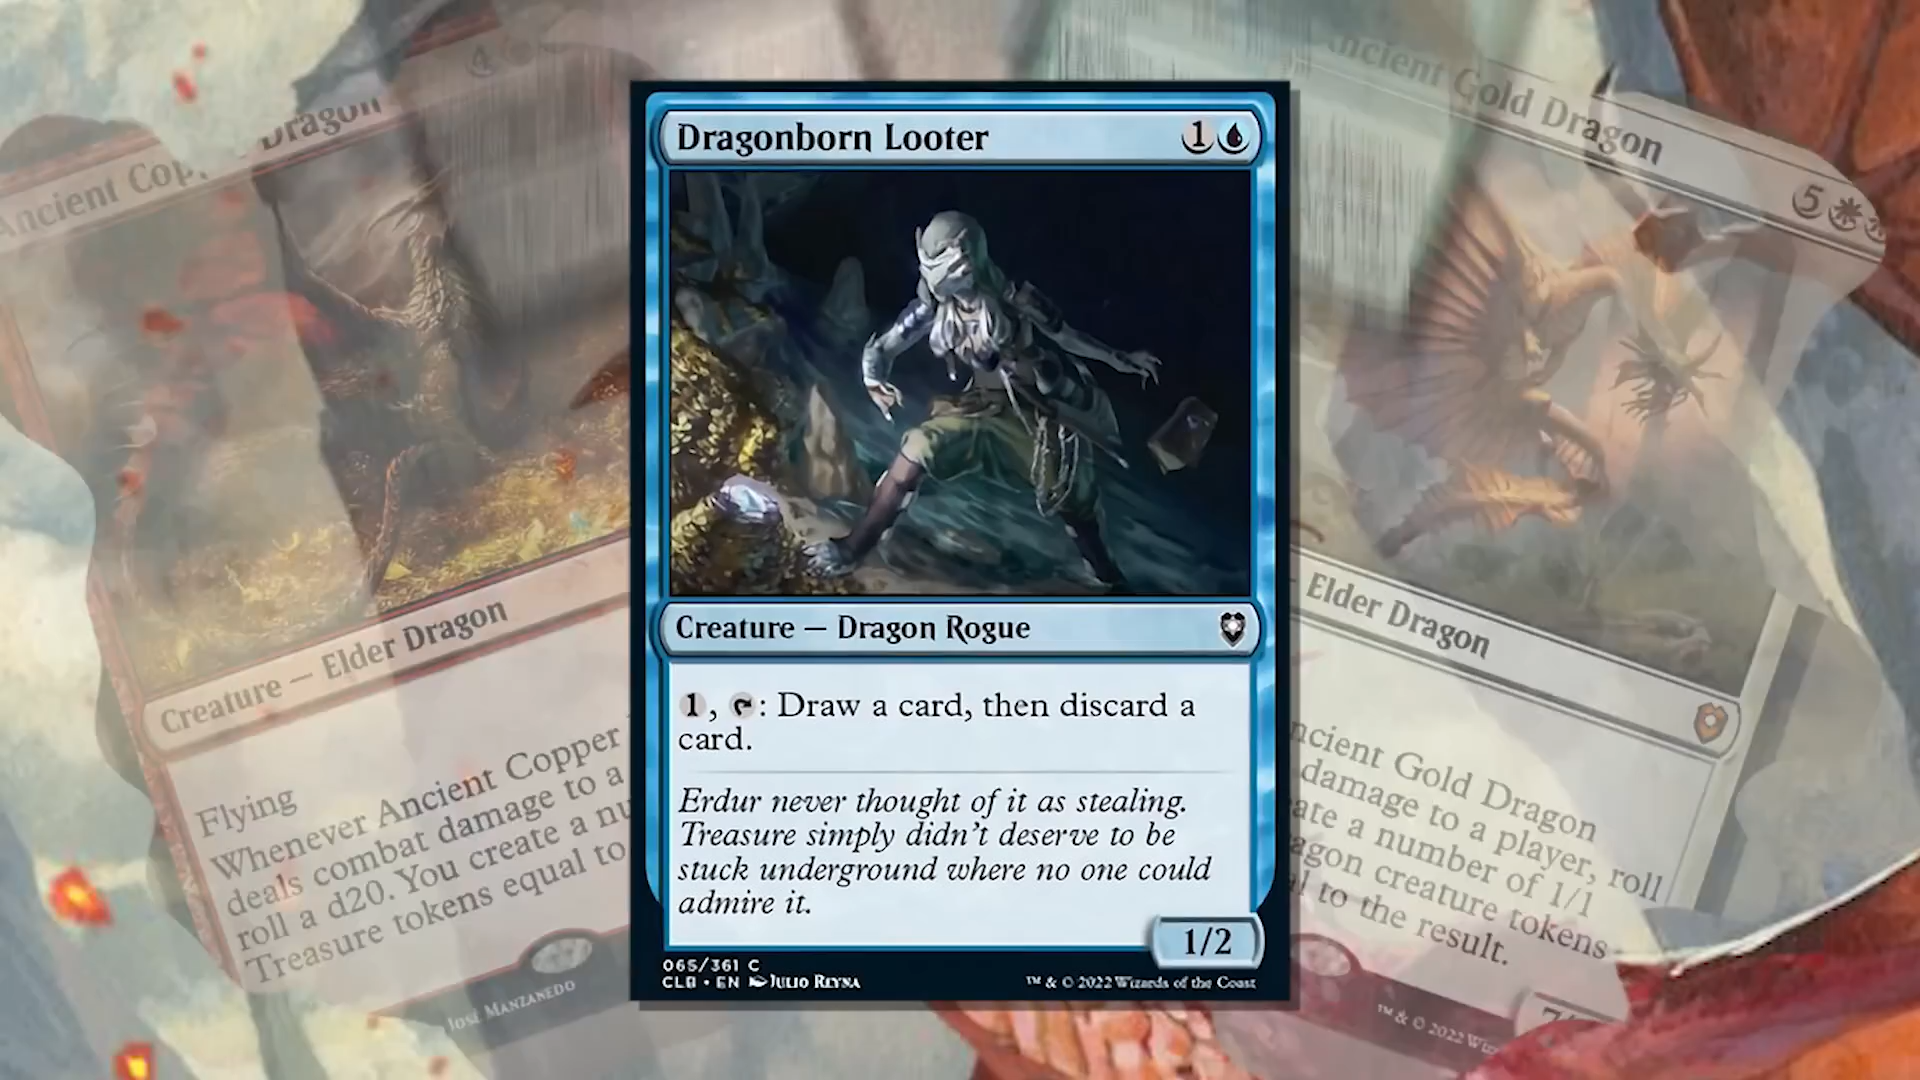 Dragonborn Looter
1
Creature — Dragon Rogue
1, : Draw a card, then discard a
card.
Erdur never thought of it as stealing.
Treasure simply didn't deserve to be
stuck underground where no one could
admire it.
1/2
065/361 C
CLB • EN JULIO REYNA
™ & © 2022 Wizards of the Coast
Ancient Dragon
4
Creature — Elder Dragon
Flying
Whenever Ancient Copper
deals combat damage to a
roll a d20. You create a
Treasure tokens equal to
JOSÉ MANZANEDO
Ancient Gold Dragon
5
— Elder Dragon
Ancient Gold Dragon
damage to a player, roll
a number of 1/1
creature tokens
to the result.
™ & © 2022